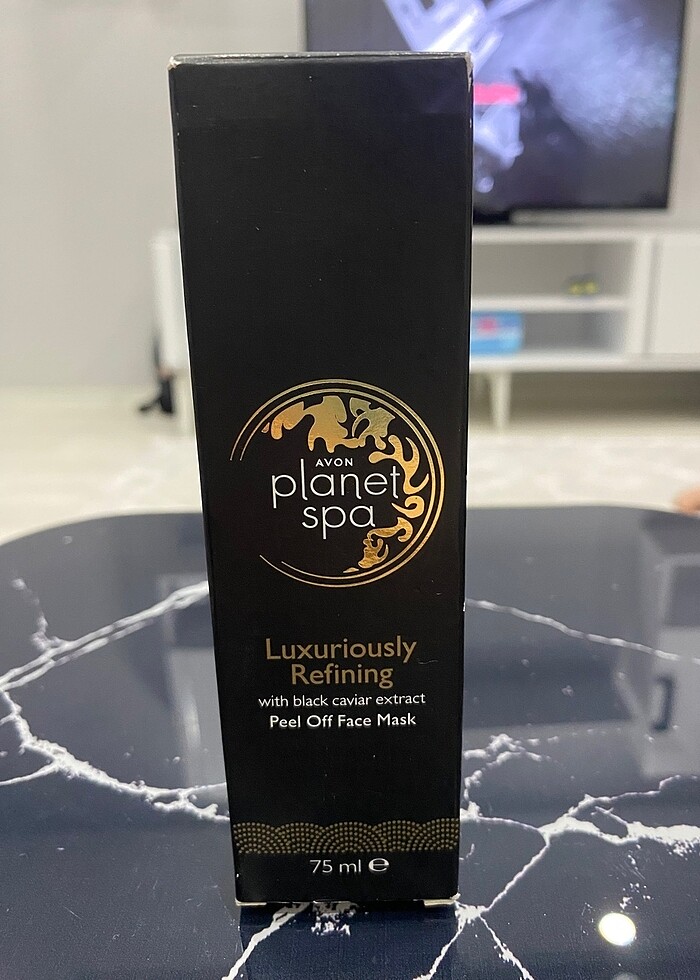 AVON
planet
spa
Luxuriously
Refining
with black caviar extract
Peel Off Face Mask
75 ml ℮